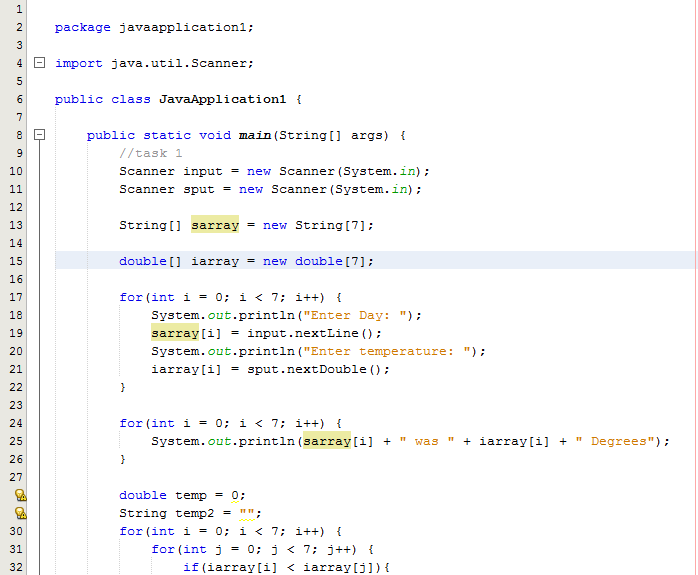 1
2 package javaapplication1;
3
4 import java.util.Scanner;
5
6 public class JavaApplication1 {
7
8 public static void main(String[] args) {
9 //task 1
10 Scanner input = new Scanner(System.in);
11 Scanner sput = new Scanner(System.in);
12
13 String[] sarray = new String[7];
14
15 double[] iarray = new double[7];
16
17 for(int i = 0; i < 7; i++) {
18 System.out.println("Enter Day: ");
19 sarray[i] = input.nextLine();
20 System.out.println("Enter temperature: ");
21 iarray[i] = sput.nextDouble();
22 }
23
24 for(int i = 0; i < 7; i++) {
25 System.out.println(sarray[i] + " was " + iarray[i] + " Degrees");
26 }
27
double temp = 0;
String temp2 = "";
30 for(int i = 0; i < 7; i++) {
31 for(int j = 0; j < 7; j++) {
32 if(iarray[i] < iarray[j]){